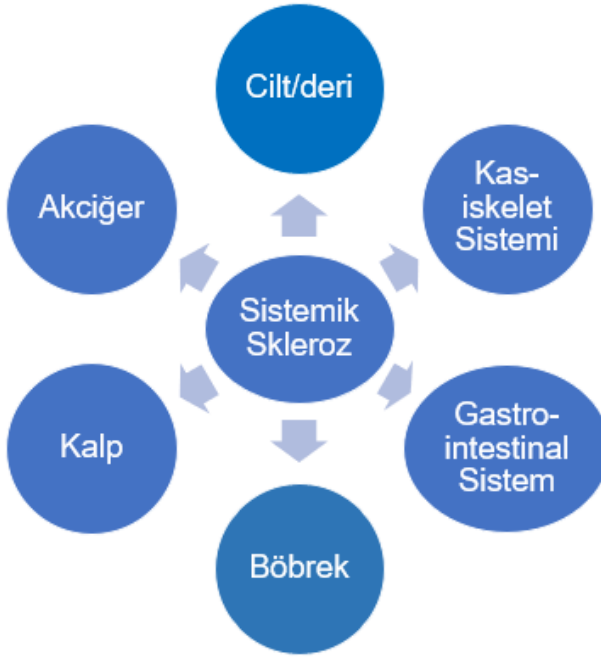 Cilt/deri
Akciğer
Kas-
iskelet
Sistemi
Sistemik
Skleroz
Kalp
Gastro-
intestinal
Sistem
Böbrek